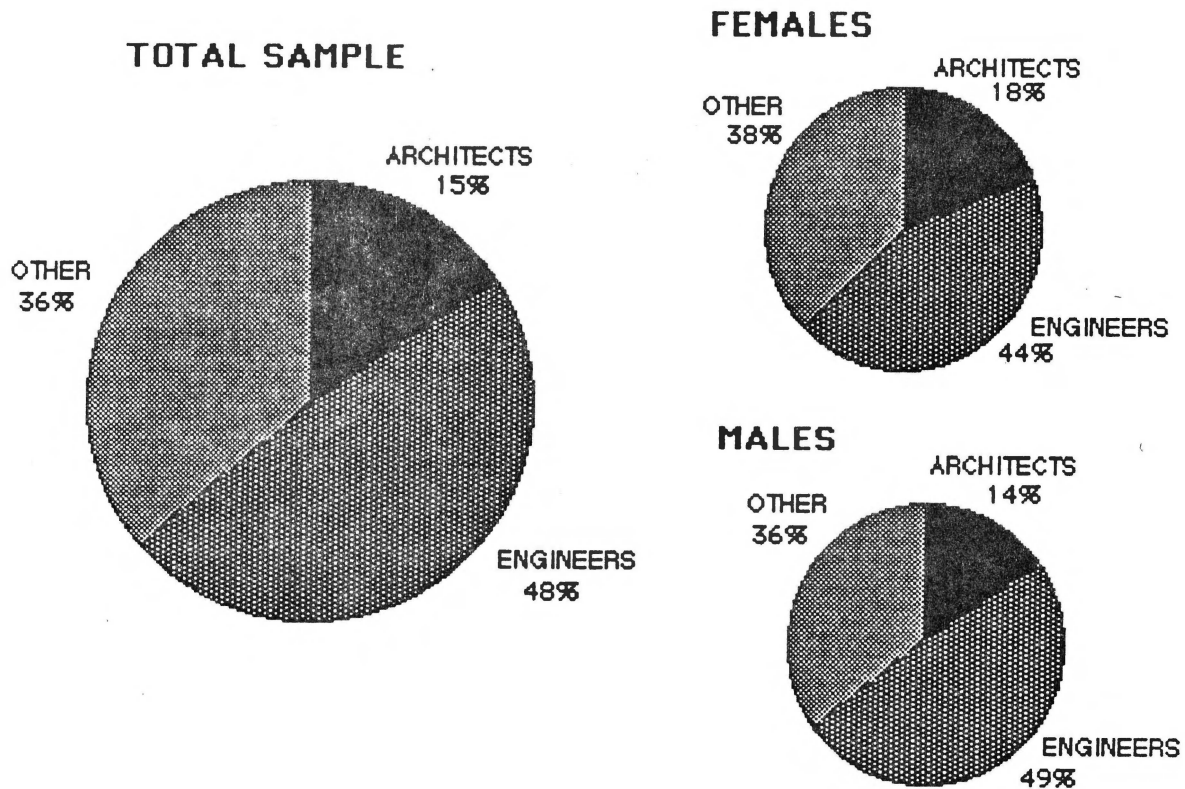 TOTAL SAMPLE
ARCHITECTS
15%
OTHER
36%
ENGINEERS
48%
FEMALES
ARCHITECTS
18%
OTHER
38%
ENGINEERS
44%
MALES
ARCHITECTS
14%
OTHER
36%
ENGINEERS
49%